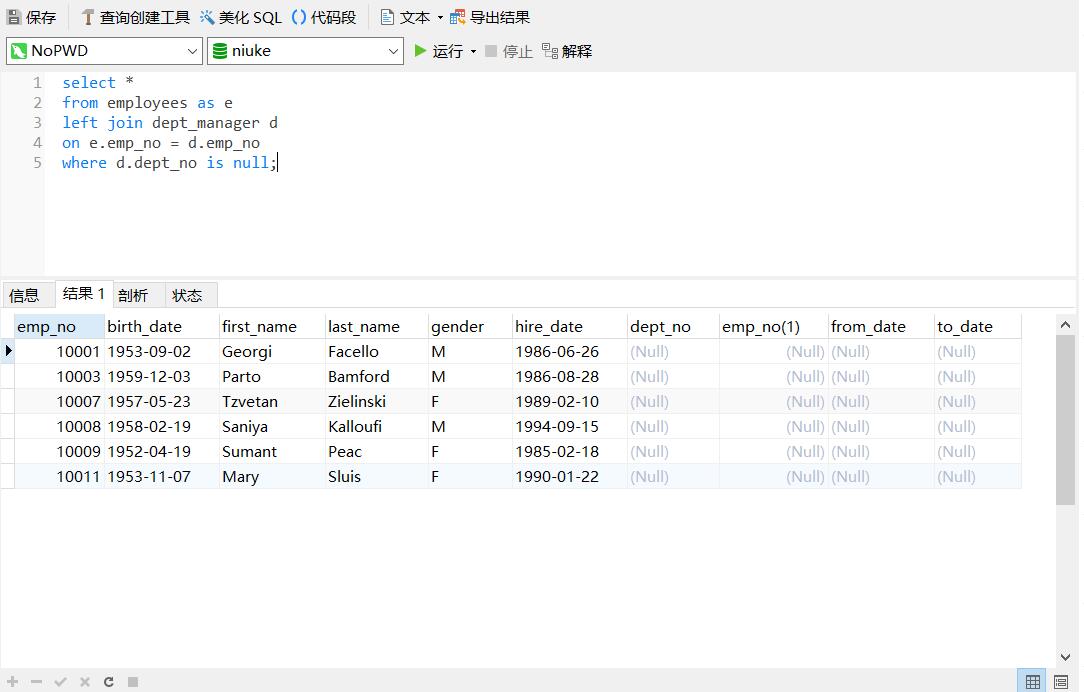 保存 查询创建工具 美化 SQL () 代码段 文本 导出结果
NoPWD niuke 运行 停止 解释
1 select *
2 from employees as e
3 left join dept_manager d
4 on e.emp_no = d.emp_no
5 where d.dept_no is null;
信息 结果 1 剖析 状态
emp_no birth_date first_name last_name gender hire_date dept_no emp_no(1) from_date to_date
10001 1953-09-02 Georgi Facello M 1986-06-26 (Null) (Null) (Null) (Null)
10003 1959-12-03 Parto Bamford M 1986-08-28 (Null) (Null) (Null) (Null)
10007 1957-05-23 Tzvetan Zielinski F 1989-02-10 (Null) (Null) (Null) (Null)
10008 1958-02-19 Saniya Kalloufi M 1994-09-15 (Null) (Null) (Null) (Null)
10009 1952-04-19 Sumant Peac F 1985-02-18 (Null) (Null) (Null) (Null)
10011 1953-11-07 Mary Sluis F 1990-01-22 (Null) (Null) (Null) (Null)